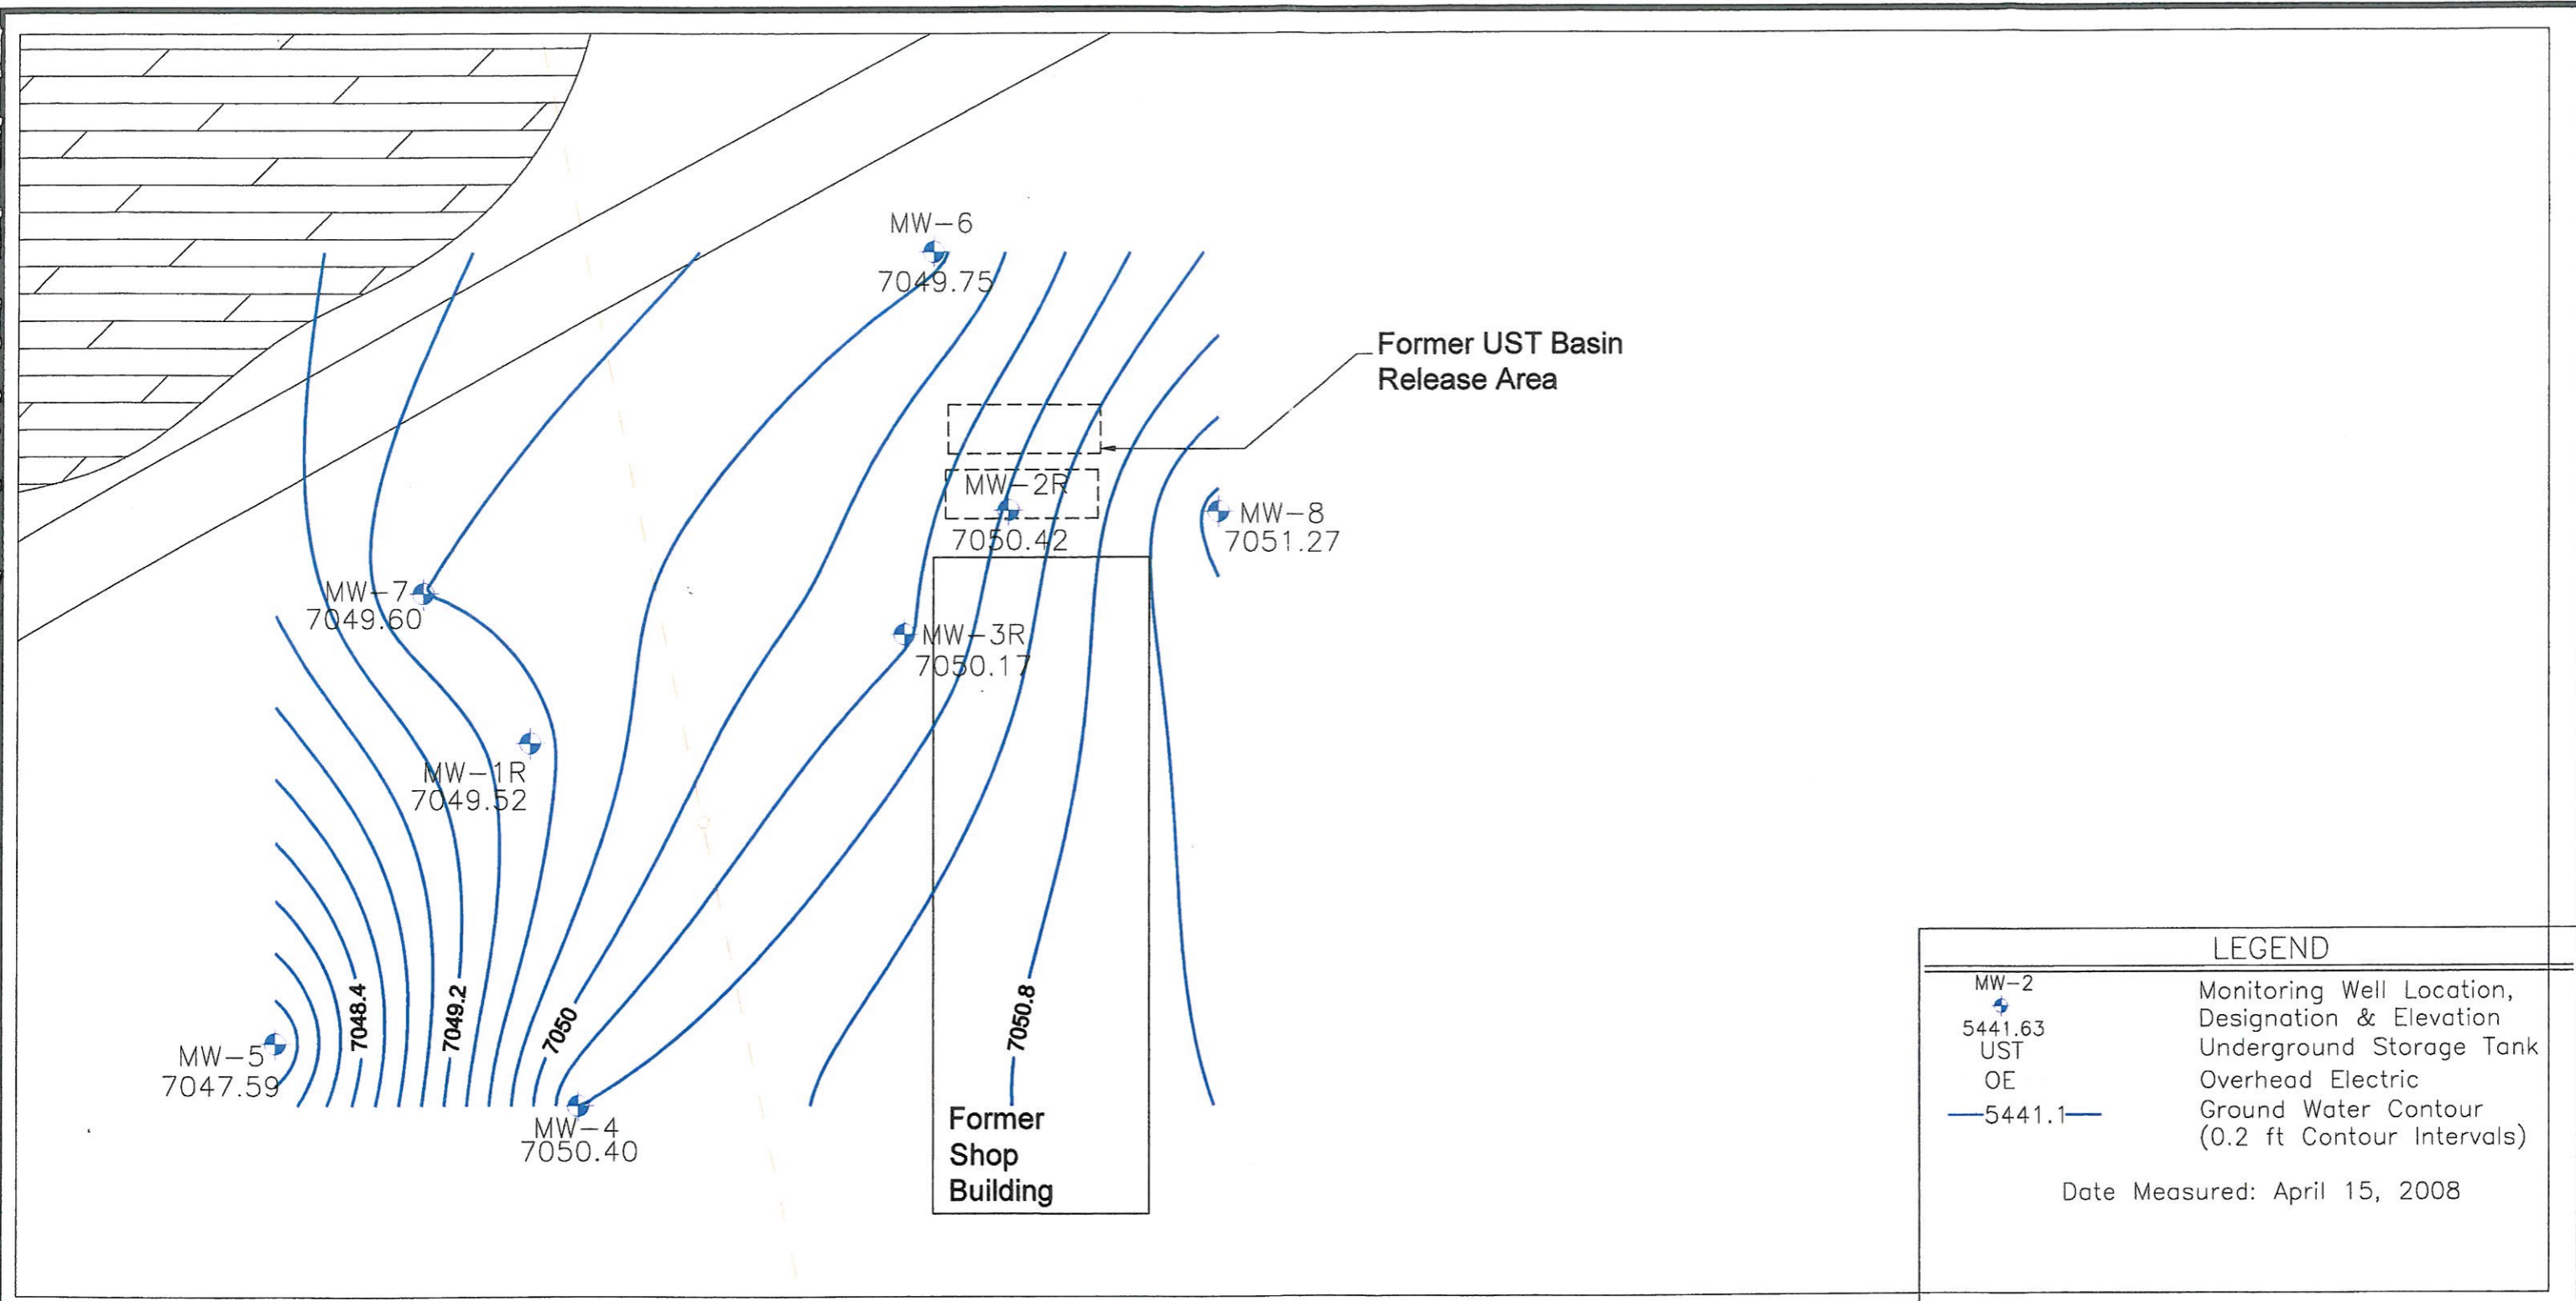 MW-6
7049.75
Former UST Basin
Release Area
MW-2R
7050.42
MW-8
7051.27
MW-7
7049.60
MW-3R
7050.17
MW-1R
7049.52
7048.4
7049.2
7050
7050.8
MW-5
7047.59
MW-4
7050.40
Former
Shop
Building
LEGEND
MW-2
5441.63
Monitoring Well Location,
Designation & Elevation
UST Underground Storage Tank
OE Overhead Electric
5441.1 Ground Water Contour
(0.2 ft Contour Intervals)
Date Measured: April 15, 2008